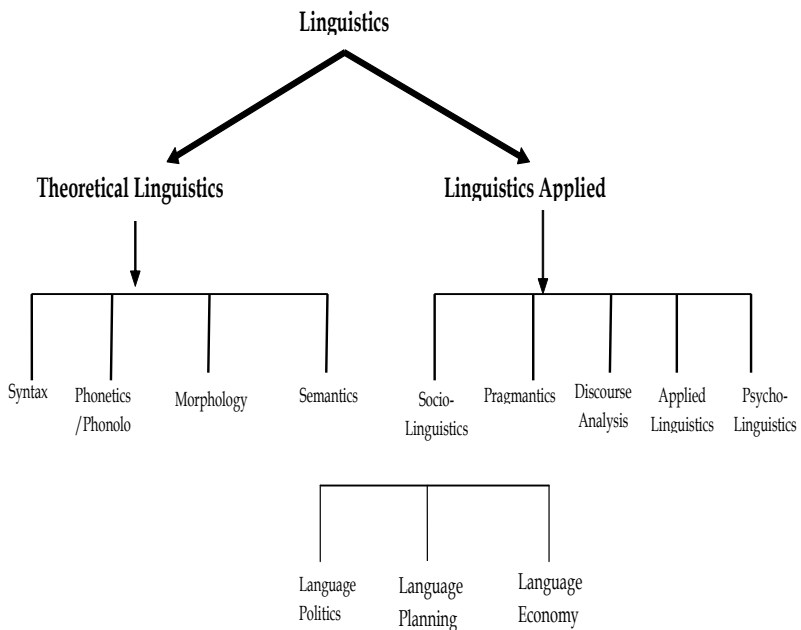 Linguistics
Theoretical Linguistics
Linguistics Applied
Syntax
Phonetics
/Phonolo
Morphology
Semantics
Socio-
Linguistics
Pragmantics
Discourse
Analysis
Applied
Linguistics
Psycho-
Linguistics
Language
Politics
Language
Planning
Language
Economy